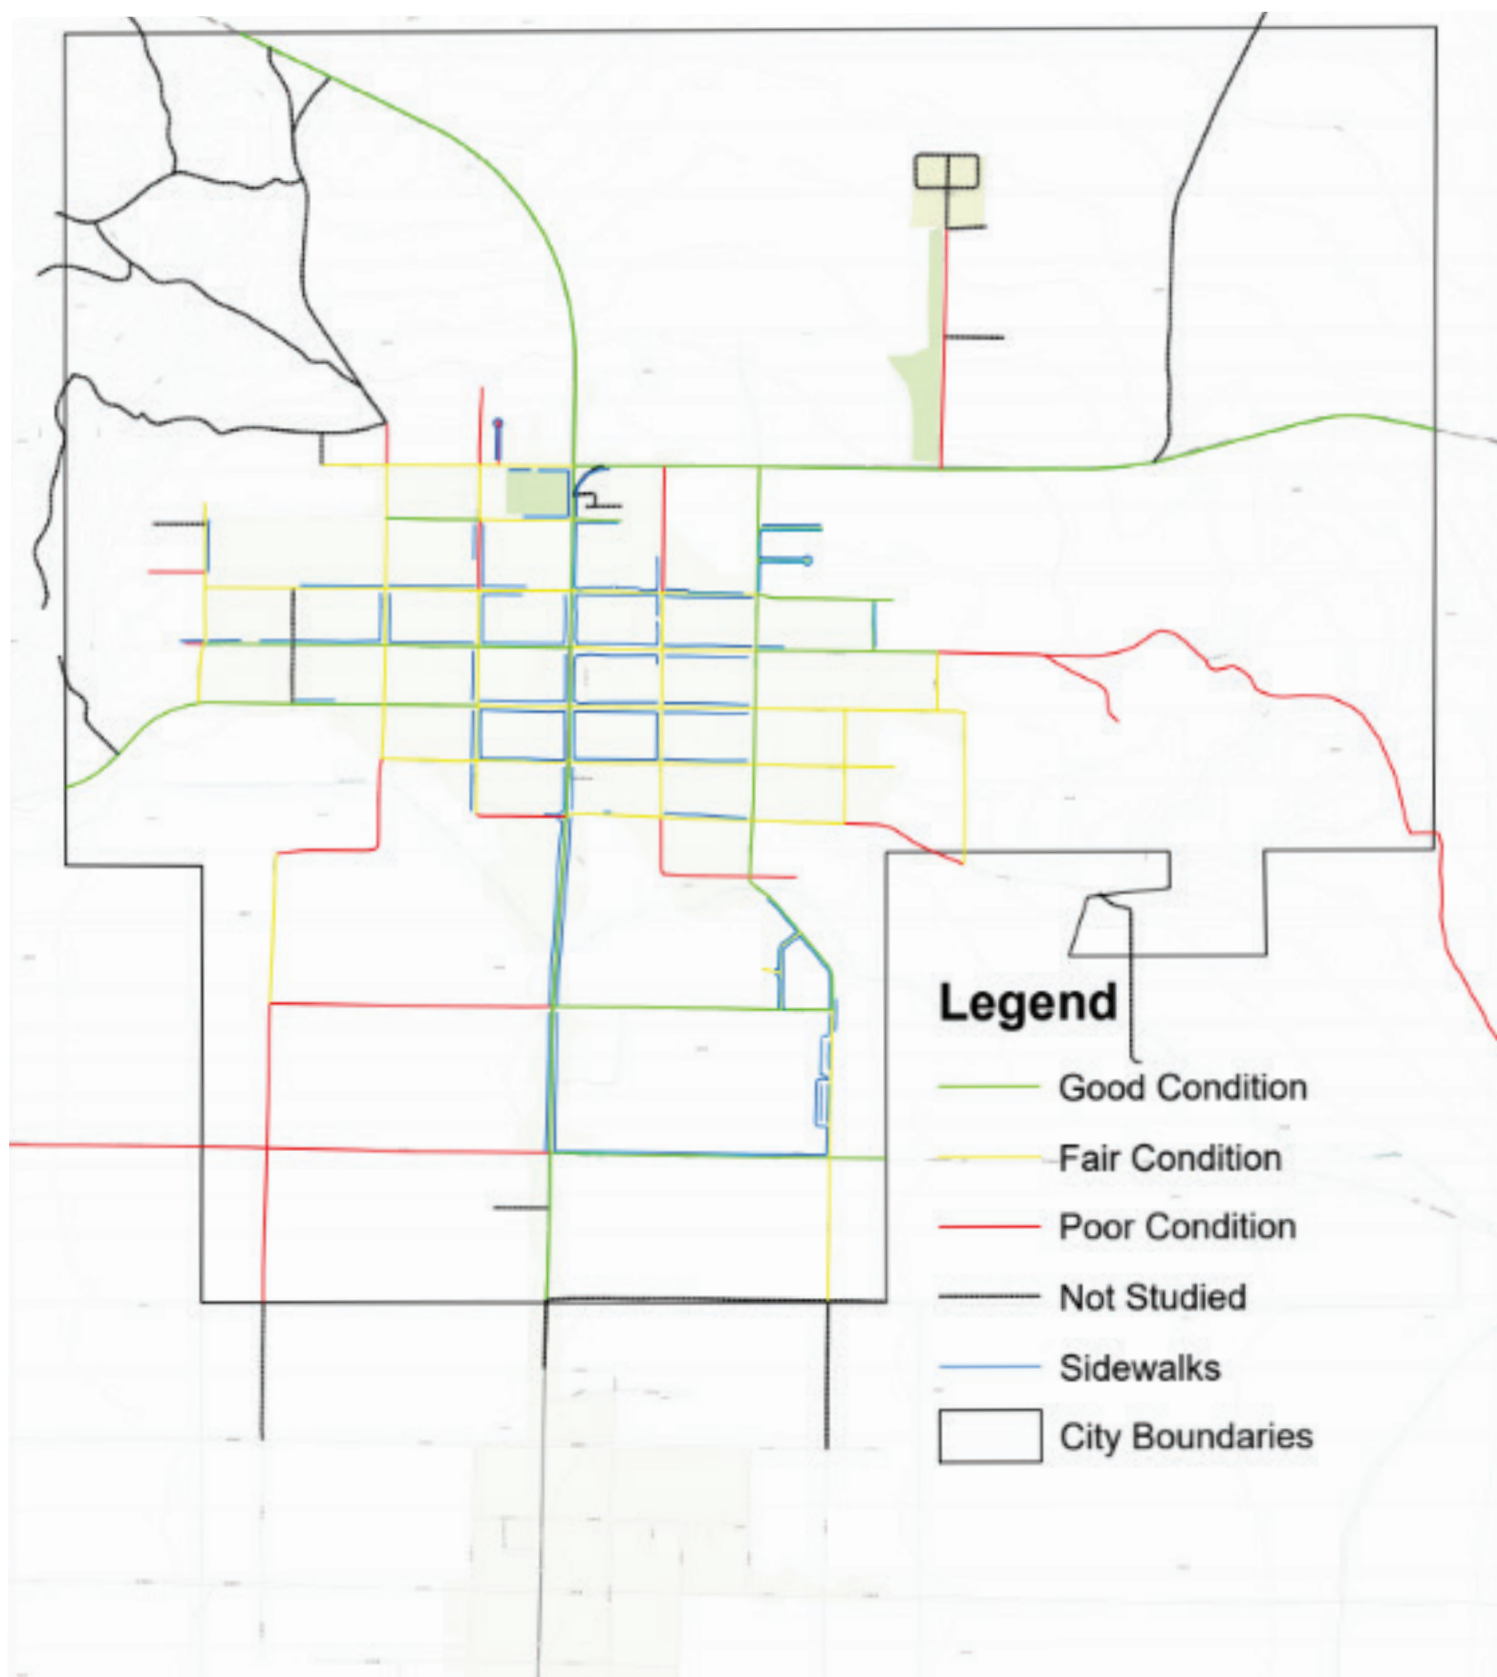 Legend
Good Condition
Fair Condition
Poor Condition
Not Studied
Sidewalks
City Boundaries